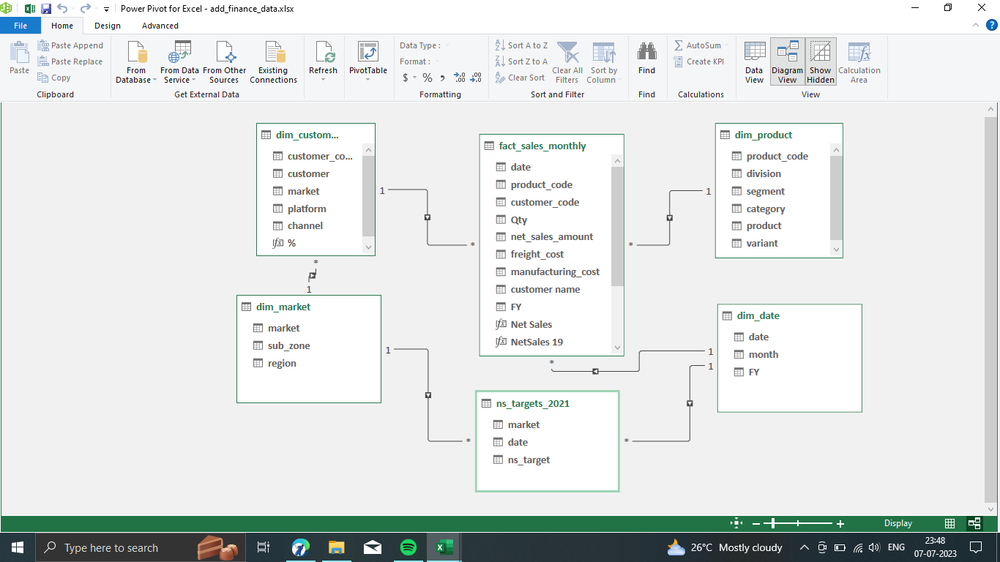 Power Pivot for Excel - add_finance_data.xlsx
File Home Design Advanced ?
Paste
Paste Append
Paste Replace
Copy
Clipboard
From Database
From Data Service
From Other Sources
Existing Connections
Get External Data
Refresh
PivotTable
Data Type :
Format :
$ % , .00 .00
Formatting
Sort A to Z
Sort Z to A
Clear Sort
Clear All Filters
Sort by Column
Sort and Filter
Find
Find
AutoSum
Create KPI
Calculations
Data View
Diagram View
Show Hidden
Calculation Area
View
dim_custom...
customer_co...
customer
market
platform
channel
fx %
fact_sales_monthly
date
product_code
customer_code
Qty
net_sales_amount
freight_cost
manufacturing_cost
customer name
FY
fx Net Sales
fx NetSales 19
dim_product
product_code
division
segment
category
product
variant
1
*
1
*
*
1
dim_market
market
sub_zone
region
dim_date
date
month
FY
1
*
1
*
1
*
ns_targets_2021
market
date
ns_target
Display
Type here to search
26°C Mostly cloudy
ENG
23:48
07-07-2023